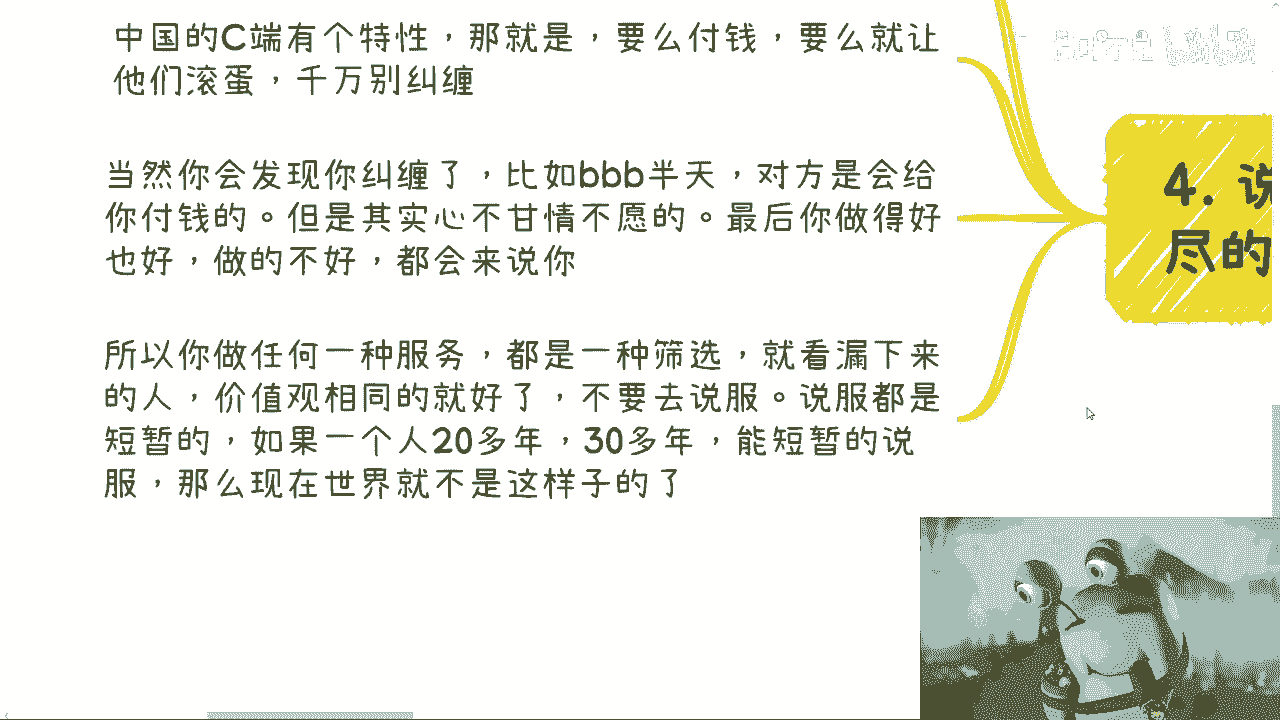 中国的C端有个特性，那就是，要么付钱，要么就让
他们滚蛋，千万别纠缠
当然你会发现你纠缠了，比如bbb半天，对方是会给
你付钱的。但是其实心不甘情不愿的。最后你做得好
也好，做的不好，都会来说你
所以你做任何一种服务，都是一种筛选，就看漏下来
的人，价值观相同的就好了，不要去说服。说服都是
短暂的，如果一个人20多年，30多年，能短暂的说
服，那么现在世界就不是这样子的了
4. 说
尽的